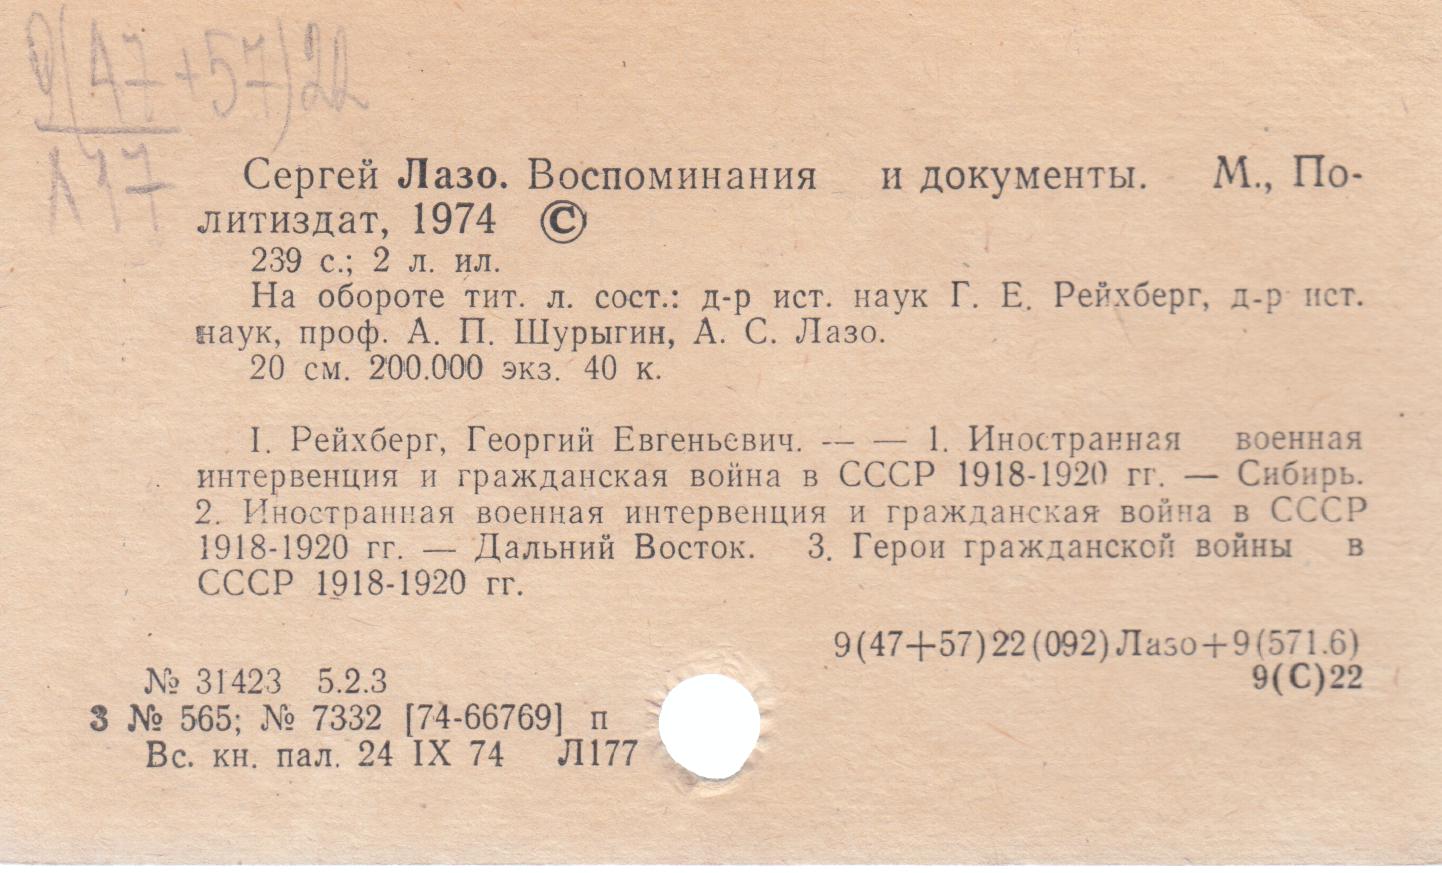 9(47+57)22
Л17
Сергей Лазо. Воспоминания и документы. М., По-
литиздат, 1974 ©
239 с.; 2 л. ил.
На обороте тит. л. сост.: д-р ист. наук Г. Е. Рейхберг, д-р ист.
наук, проф. А. П. Шурыгин, А. С. Лазо.
20 см. 200.000 экз. 40 к.
I. Рейхберг, Георгий Евгеньевич. — — 1. Иностранная военная
интервенция и гражданская война в СССР 1918-1920 гг. — Сибирь.
2. Иностранная военная интервенция и гражданская война в СССР
1918-1920 гг. — Дальний Восток. 3. Герои гражданской войны в
СССР 1918-1920 гг.
9(47+57)22(092)Лазо+9(571.6)
9(С)22
№ 31423 5.2.3
З № 565; № 7332 [74-66769] п
Вс. кн. пал. 24 IX 74 Л177